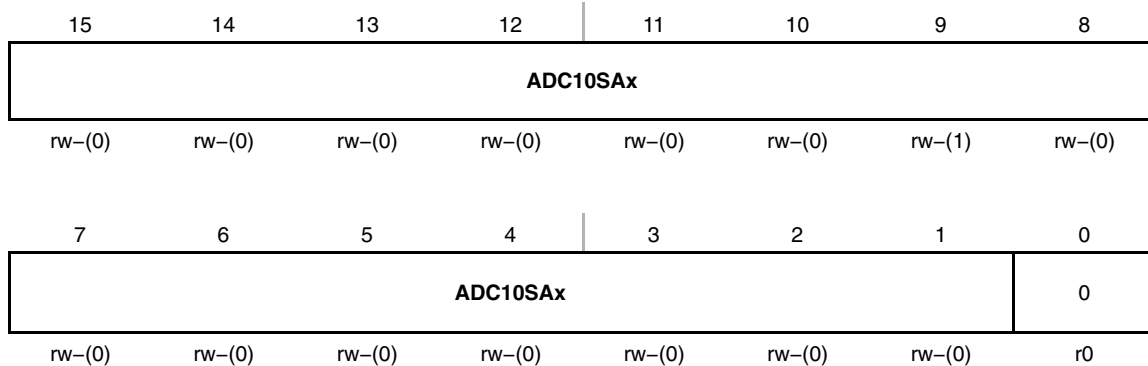 15 14 13 12 11 10 9 8
ADC10SAx
rw−(0) rw−(0) rw−(0) rw−(0) rw−(0) rw−(0) rw−(1) rw−(0)
7 6 5 4 3 2 1 0
ADC10SAx 0
rw−(0) rw−(0) rw−(0) rw−(0) rw−(0) rw−(0) rw−(0) r0